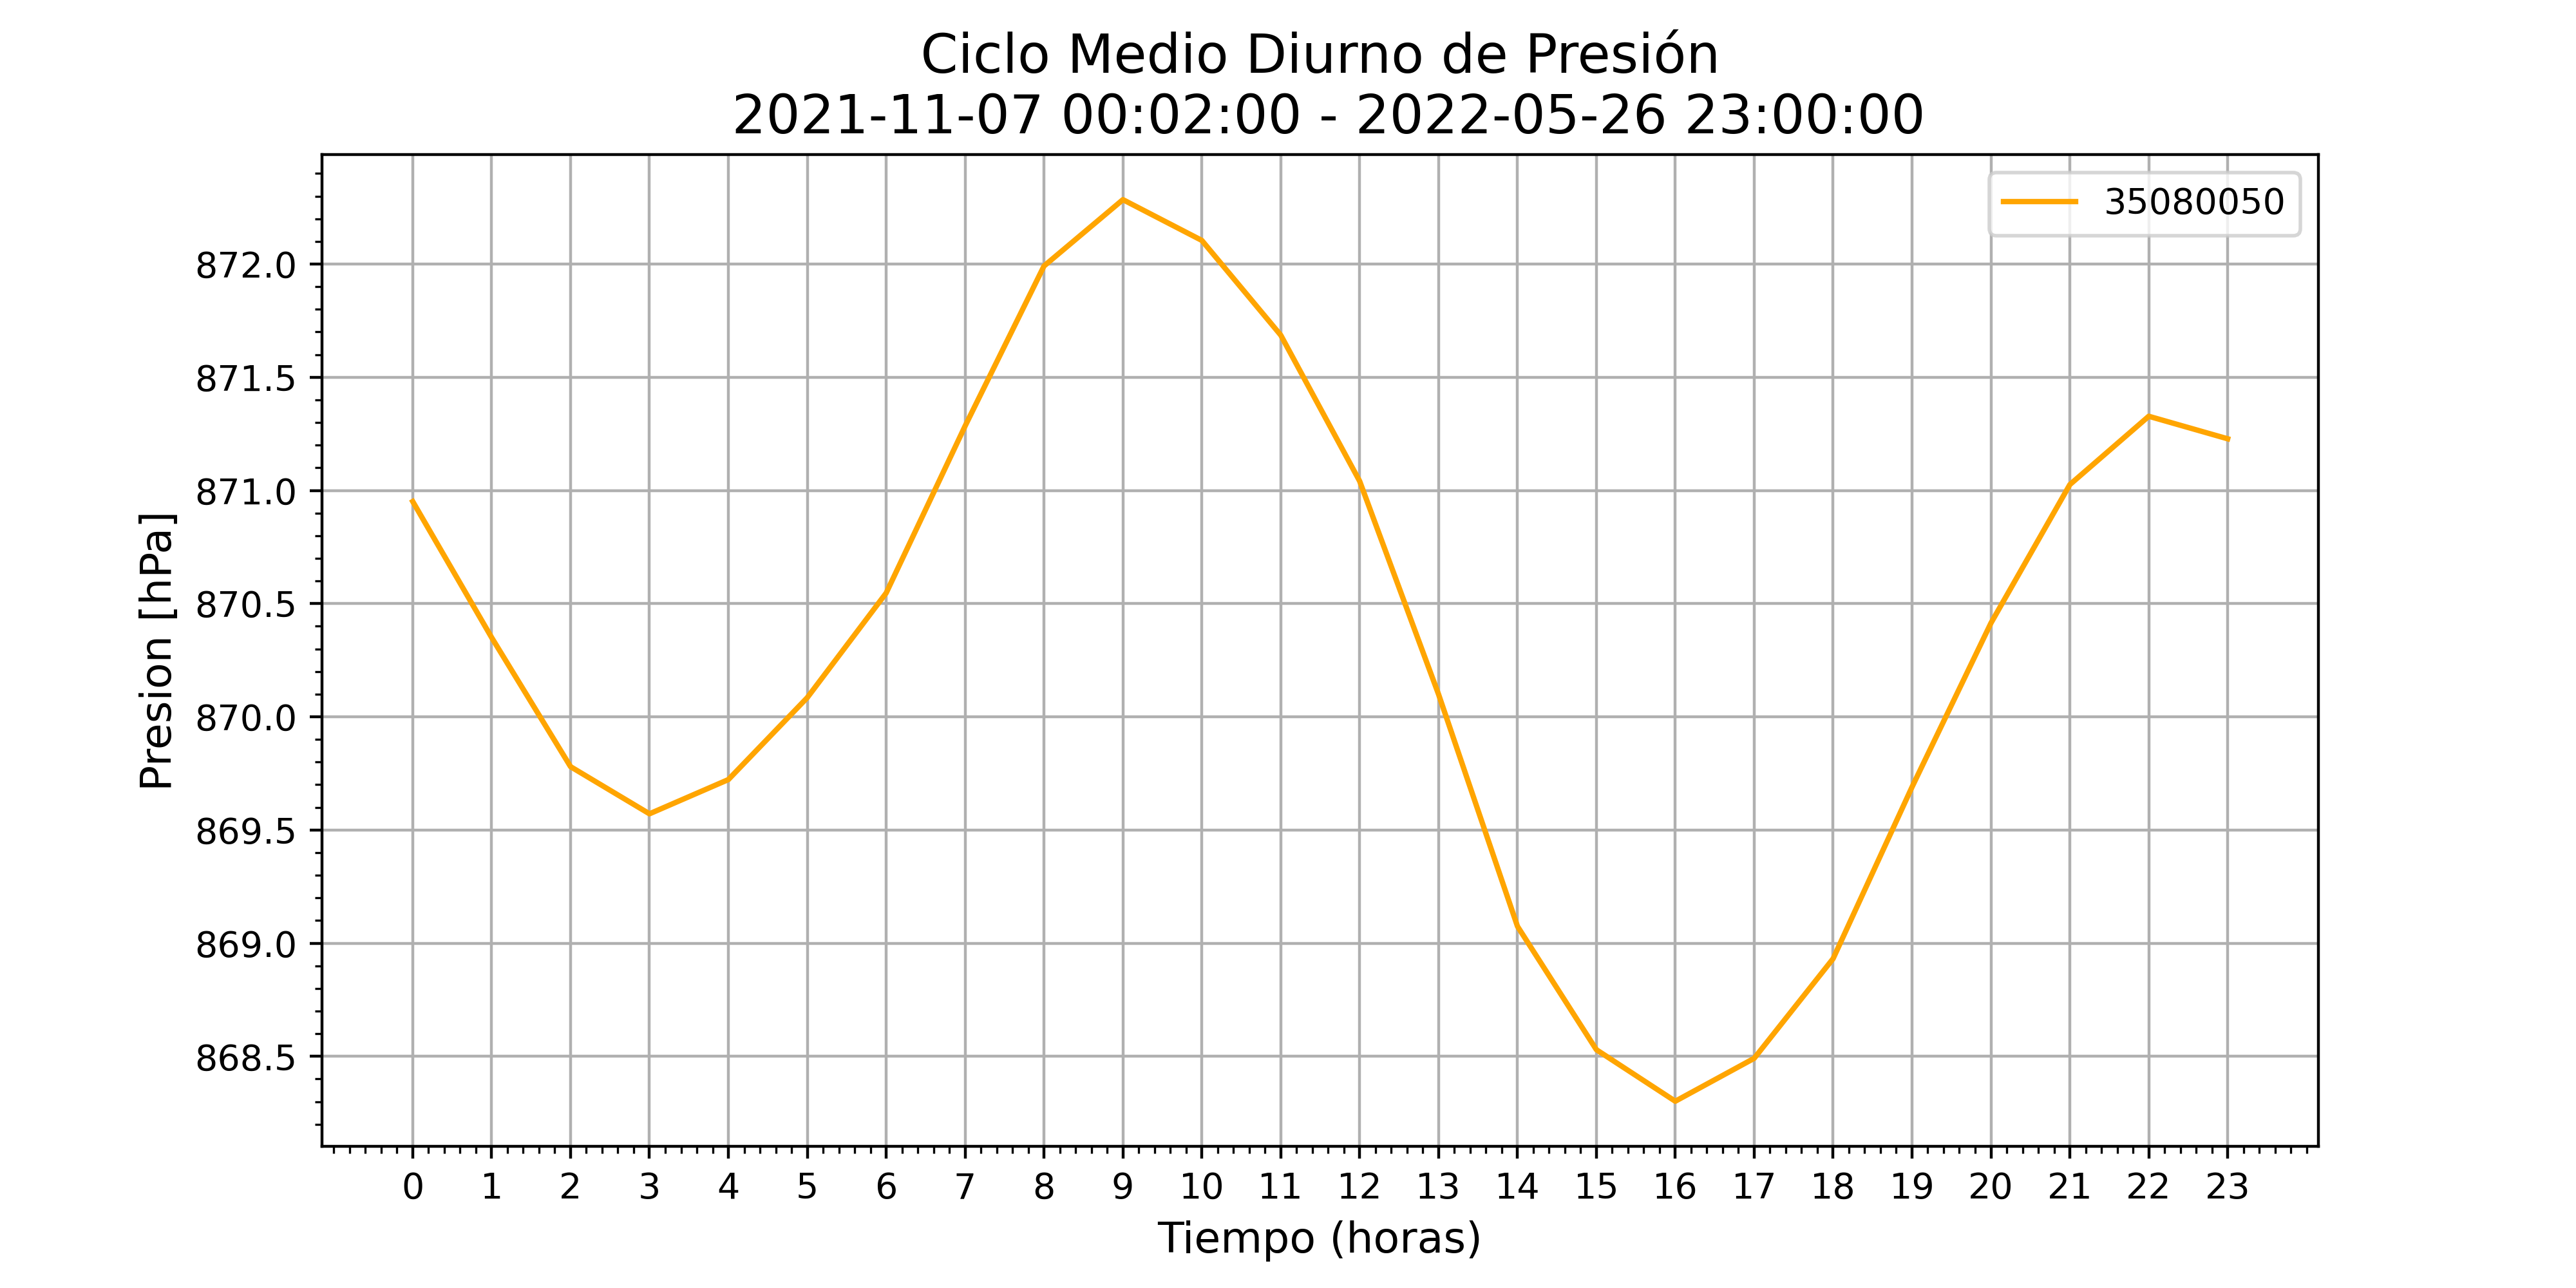 Ciclo Medio Diurno de Presión
2021-11-07 00:02:00 - 2022-05-26 23:00:00
35080050
Presion [hPa]
872.0
871.5
871.0
870.5
870.0
869.5
869.0
868.5
0 1 2 3 4 5 6 7 8 9 10 11 12 13 14 15 16 17 18 19 20 21 22 23
Tiempo (horas)